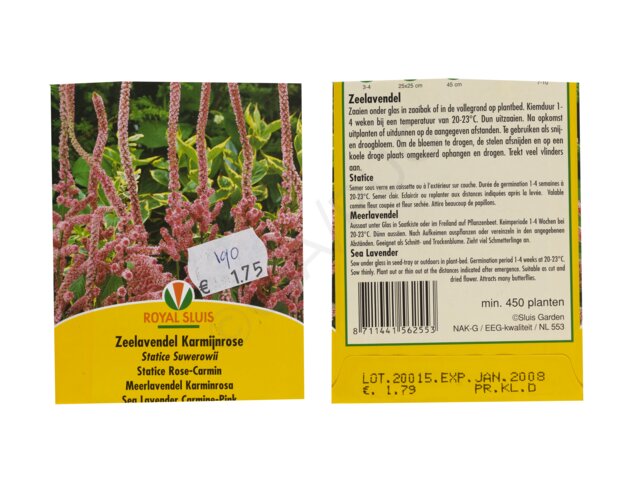 190
€ 1.75
ROYAL SLUIS
Zeelavendel Karmijnrose
Statice Suwerowii
Statice Rose-Carmin
Meerlavendel Karminrosa
Sea Lavender Carmine-Pink
3-4 25x25 cm 45 cm 7-10
Zeelavendel
Zaaien onder glas in zaaibak of in de vollegrond op plantbed. Kiemduur 1-
4 weken bij een temperatuur van 20-23°C. Dun uitzaaien. Na opkomst
uitplanten of uitdunnen op de aangegeven afstanden. Te gebruiken als snij-
en droogbloem. Om de bloemen te drogen, de stelen afsnijden en op een
koele droge plaats omgekeerd ophangen en drogen. Trekt veel vlinders
aan.
Statice
Semer sous verre en caissette ou à l'extérieur sur couche. Durée de germination 1-4 semaines à
20-23°C. Semer clair. Eclaircir ou repiquer aux distances indiquées après la levée. Valable
comme fleur coupée et fleur séchée. Attire beaucoup de papillons.
Meerlavendel
Aussaat unter Glas in Saatkiste oder im Freiland auf Pflanzenbeet. Keimperiode 1-4 Wochen bei
20-23°C. Dünn aussäen. Nach Aufkeimen auspflanzen oder vereinzeln in den angegebenen
Abständen. Geeignet als Schnitt- und Trockenblume. Zieht viel Schmetterlinge an.
Sea Lavender
Sow under glass in seed-tray or outdoors in plant-bed. Germination period 1-4 weeks at 20-23°C.
Sow thinly. Plant out or thin out at the distances indicated after emergence. Suitable as cut and
dried flower. Attracts many butterflies.
8 711441 562553
min. 450 planten
©Sluis Garden
NAK-G / EEG-kwaliteit / NL 553
LOT.20015.EXP.JAN.2008
€. 1.79 PR.KL.D